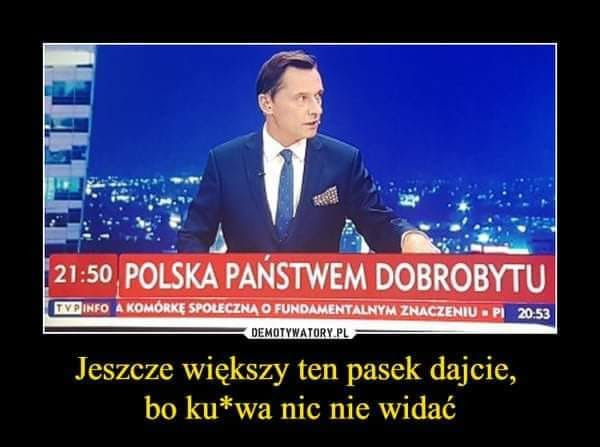 21:50 POLSKA PAŃSTWEM DOBROBYTU
TVP INFO A KOMÓRKĘ SPOŁECZNĄ O FUNDAMENTALNYM ZNACZENIU ▪ PI 20:53
DEMOTYWATORY.PL
Jeszcze większy ten pasek dajcie,
bo ku*wa nic nie widać